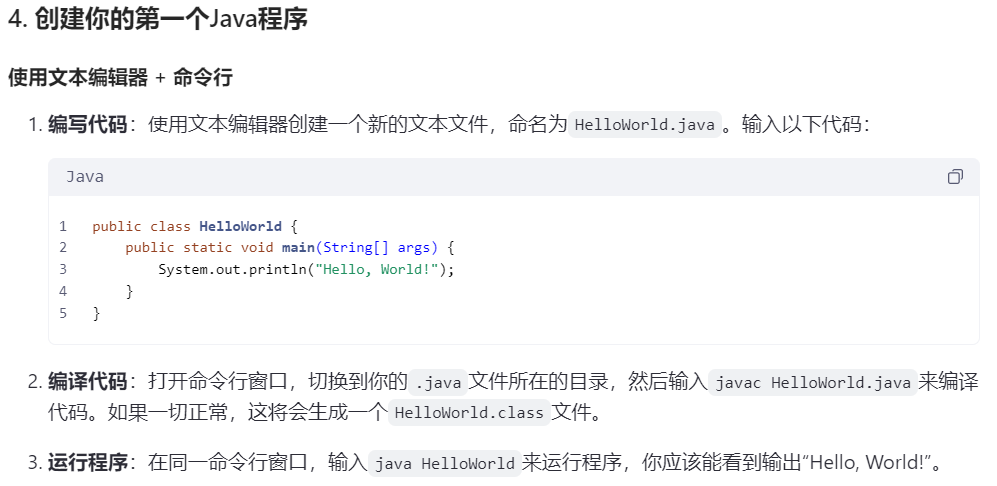 4. 创建你的第一个Java程序
使用文本编辑器 + 命令行
1. 编写代码：使用文本编辑器创建一个新的文本文件，命名为 HelloWorld.java 。输入以下代码：
Java
1 public class HelloWorld {
2     public static void main(String[] args) {
3         System.out.println("Hello, World!");
4     }
5 }
2. 编译代码：打开命令行窗口，切换到你的 .java 文件所在的目录，然后输入 javac HelloWorld.java 来编译
代码。如果一切正常，这将会生成一个 HelloWorld.class 文件。
3. 运行程序：在同一命令行窗口，输入 java HelloWorld 来运行程序，你应该能看到输出“Hello, World!”。